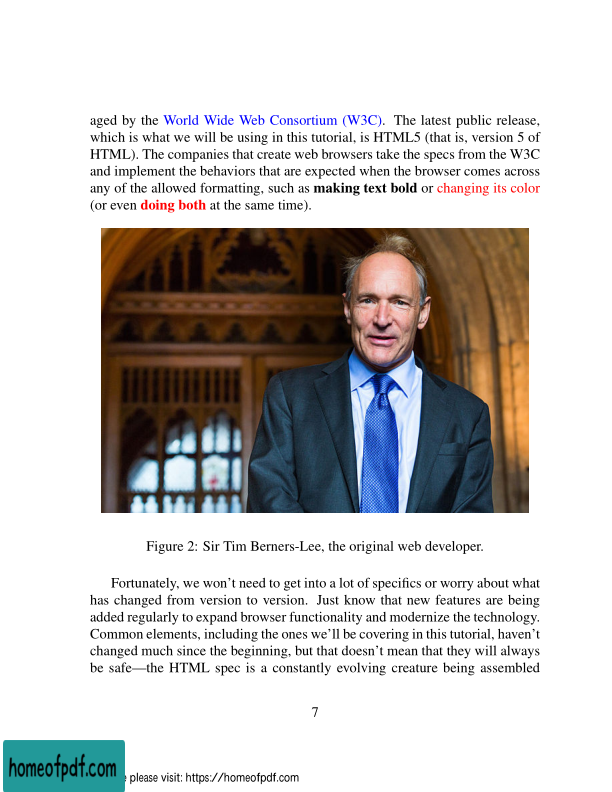 aged by the World Wide Web Consortium (W3C). The latest public release,
which is what we will be using in this tutorial, is HTML5 (that is, version 5 of
HTML). The companies that create web browsers take the specs from the W3C
and implement the behaviors that are expected when the browser comes across
any of the allowed formatting, such as making text bold or changing its color
(or even doing both at the same time).
Figure 2: Sir Tim Berners-Lee, the original web developer.
Fortunately, we won’t need to get into a lot of specifics or worry about what
has changed from version to version. Just know that new features are being
added regularly to expand browser functionality and modernize the technology.
Common elements, including the ones we’ll be covering in this tutorial, haven’t
changed much since the beginning, but that doesn’t mean that they will always
be safe—the HTML spec is a constantly evolving creature being assembled
7
homeofpdf.com
please visit: https://homeofpdf.com